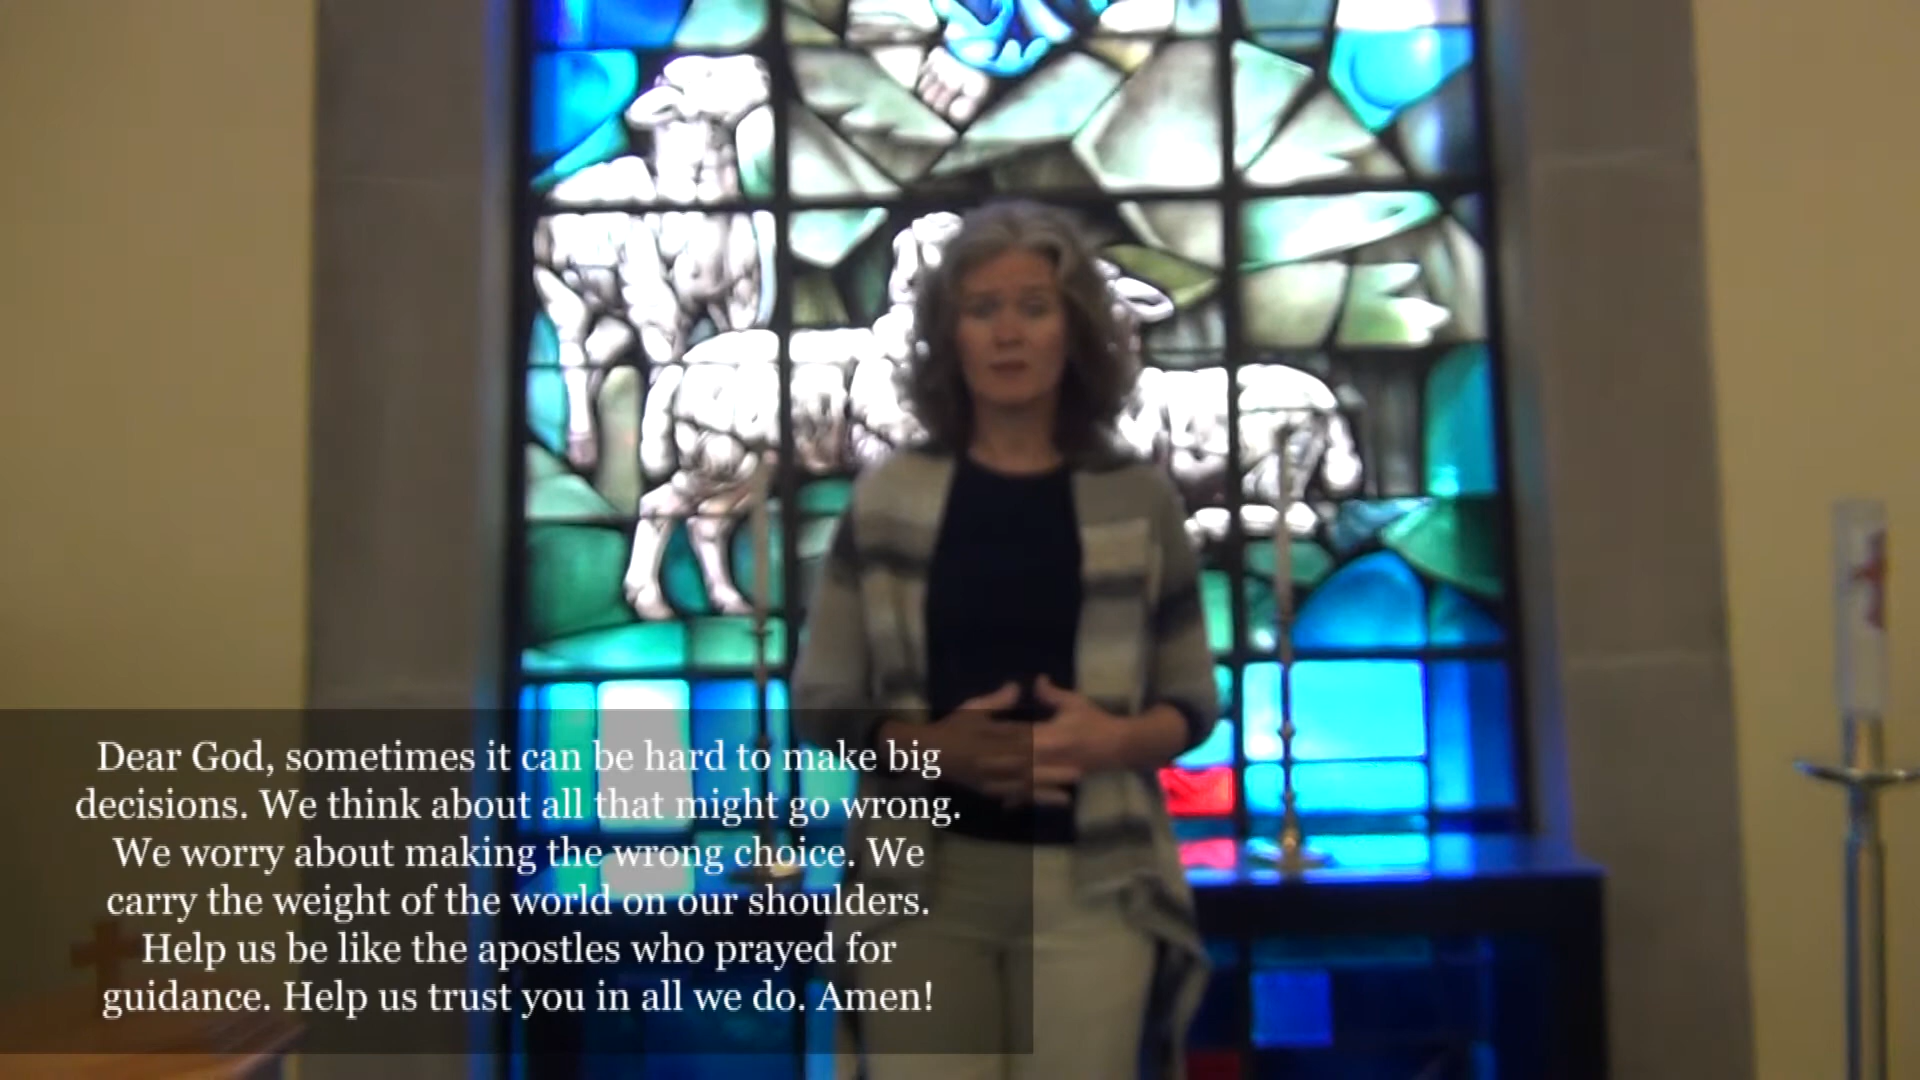 Dear God, sometimes it can be hard to make big
decisions. We think about all that might go wrong.
We worry about making the wrong choice. We
carry the weight of the world on our shoulders.
Help us be like the apostles who prayed for
guidance. Help us trust you in all we do. Amen!